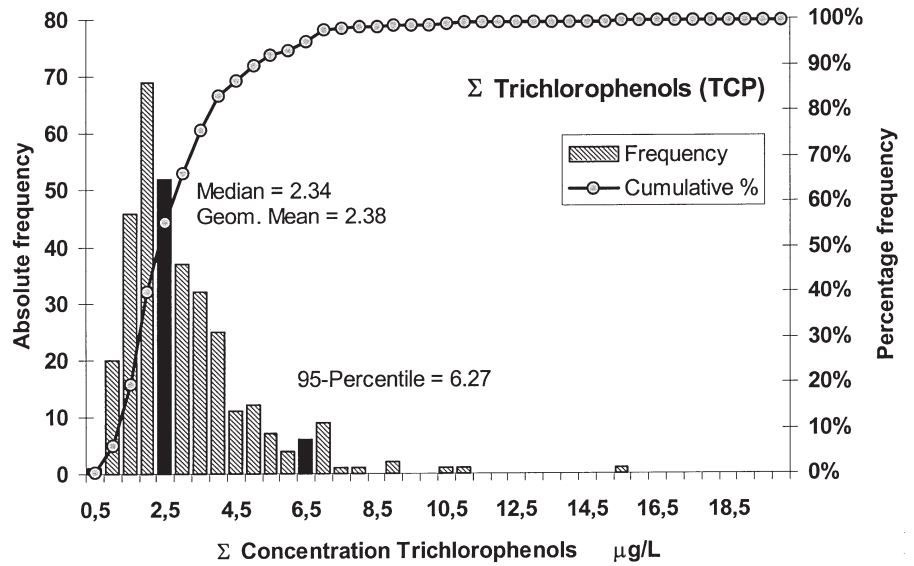 Σ Trichlorophenols (TCP)
Frequency
Cumulative %
Median = 2.34
Geom. Mean = 2.38
95-Percentile = 6.27
Absolute frequency
80
70
60
50
40
30
20
10
0
Percentage frequency
100%
90%
80%
70%
60%
50%
40%
30%
20%
10%
0%
0,5 2,5 4,5 6,5 8,5 10,5 12,5 14,5 16,5 18,5
Σ Concentration Trichlorophenols µg/L